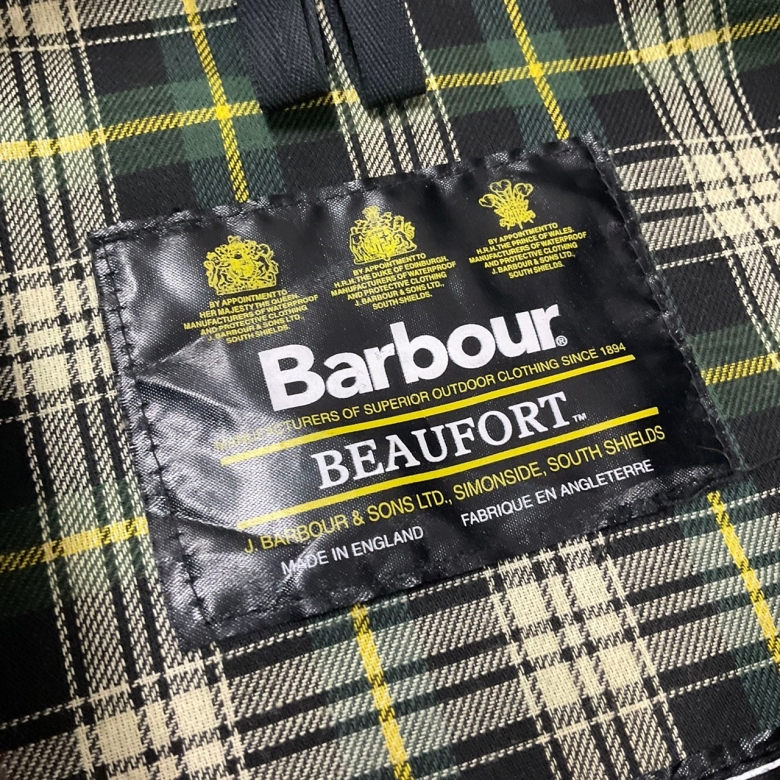 BY APPOINTMENT TO
HER MAJESTY THE QUEEN,
MANUFACTURERS OF WATERPROOF
AND PROTECTIVE CLOTHING
J. BARBOUR & SONS LTD.,
SOUTH SHIELDS.
BY APPOINTMENT TO
H.R.H. THE DUKE OF EDINBURGH,
MANUFACTURERS OF WATERPROOF
AND PROTECTIVE CLOTHING
J. BARBOUR & SONS LTD.,
SOUTH SHIELDS.
BY APPOINTMENT TO
H.R.H. THE PRINCE OF WALES,
MANUFACTURERS OF WATERPROOF
AND PROTECTIVE CLOTHING
J. BARBOUR & SONS LTD.,
SOUTH SHIELDS.
Barbour®
MANUFACTURERS OF SUPERIOR OUTDOOR CLOTHING SINCE 1894
BEAUFORT™
J. BARBOUR & SONS LTD., SIMONSIDE, SOUTH SHIELDS
MADE IN ENGLAND FABRIQUE EN ANGLETERRE